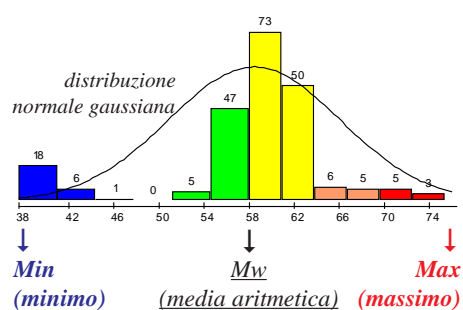 73
distribuzione
normale gaussiana
50
47
18
6
1
0
5
6
5
5
3
38
42
46
50
54
58
62
66
70
74
Min
(minimo)
Mw
(media aritmetica)
Max
(massimo)